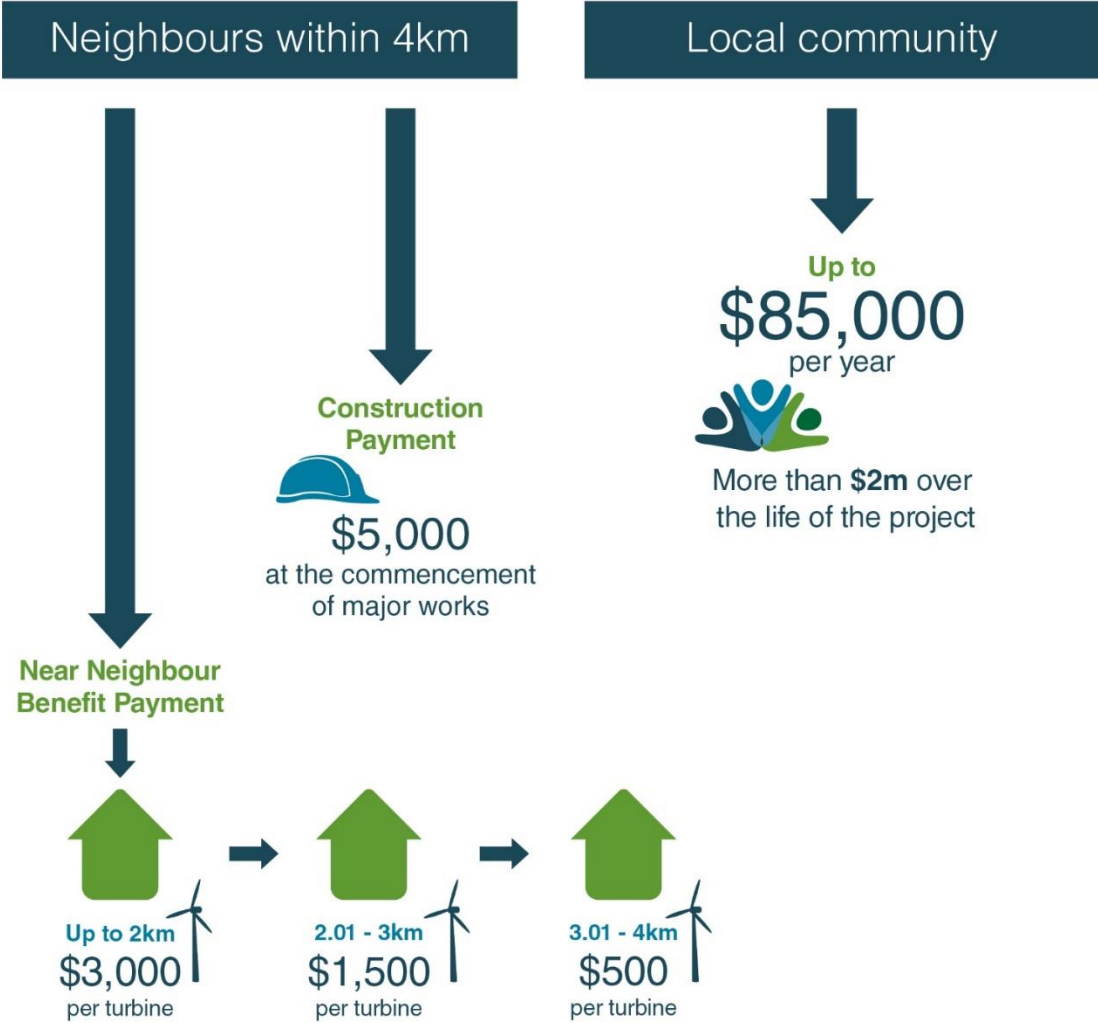 Neighbours within 4km
Local community
Construction
Payment
$5,000
at the commencement
of major works
Near Neighbour
Benefit Payment
Up to 2km
$3,000
per turbine
2.01 - 3km
$1,500
per turbine
3.01 - 4km
$500
per turbine
Up to
$85,000
per year
More than $2m over
the life of the project